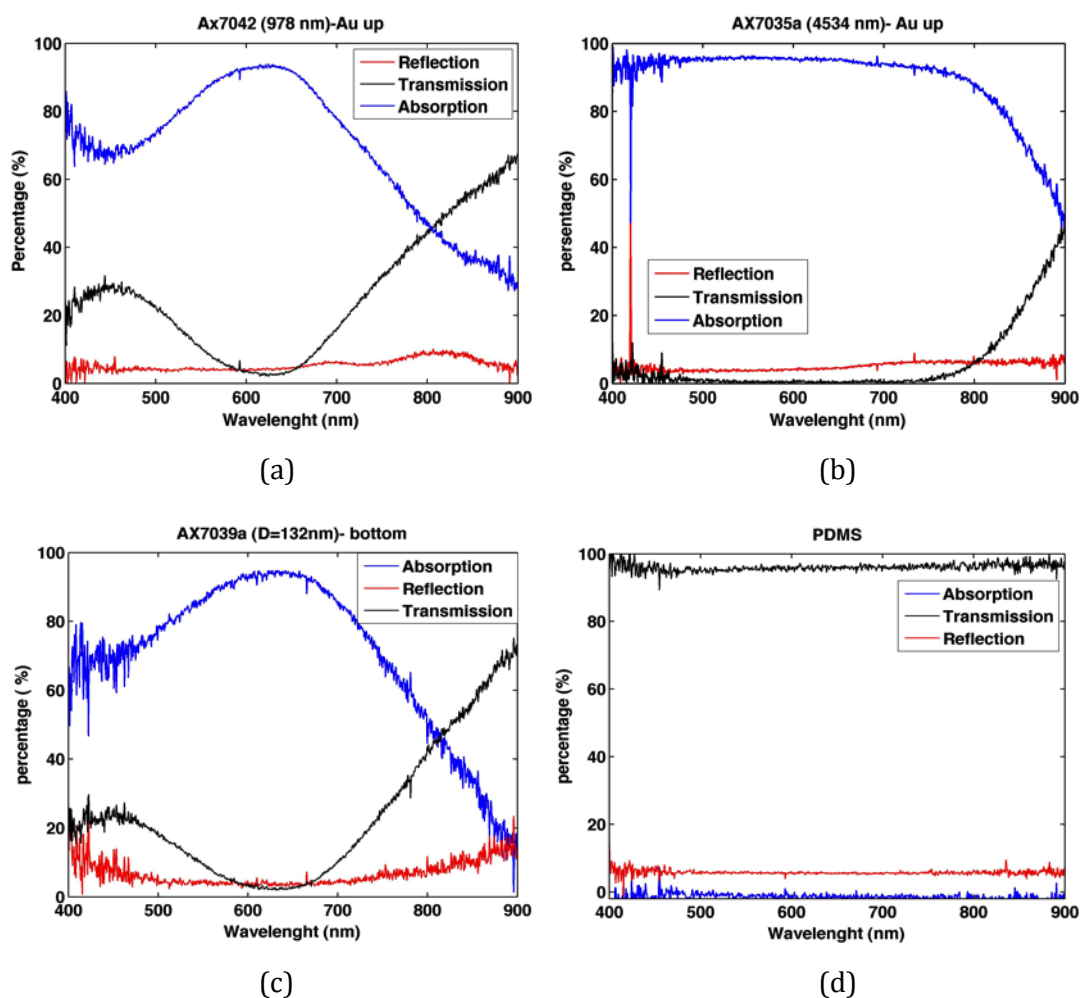 Ax7042 (978 nm)-Au up
100
80
60
40
20
0
Percentage (%)
Reflection
Transmission
Absorption
400 500 600 700 800 900
Wavelenght (nm)
(a)
AX7035a (4534 nm)- Au up
100
80
60
40
20
0
persentage (%)
Reflection
Transmission
Absorption
400 500 600 700 800 900
Wavelenght (nm)
(b)
AX7039a (D=132nm)- bottom
100
80
60
40
20
0
percentage ( %)
Absorption
Reflection
Transmission
400 500 600 700 800 900
Wavelenght (nm)
(c)
PDMS
100
80
60
40
20
0
percentage (%)
Absorption
Transmission
Reflection
400 500 600 700 800 900
Wavelenght (nm)
(d)